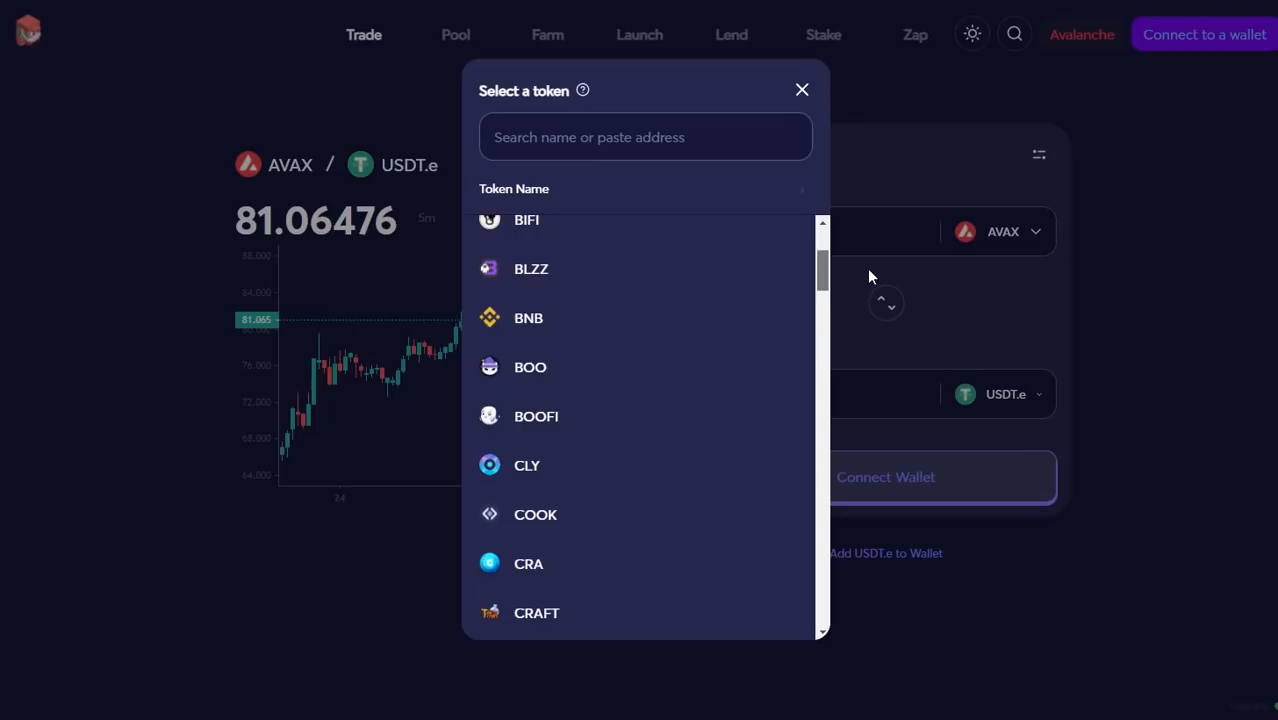 Trade Pool Farm Launch Lend Stake Zap Avalanche Connect to a wallet
Select a token
Search name or paste address
Token Name
BIFI
BLZZ
BNB
BOO
BOOFI
CLY
COOK
CRA
CRAFT
AVAX / USDT.e
81.06476 5m
88.000
84.000
81.065
80.000
76.000
72.000
68.000
64.000
24
AVAX
USDT.e
Connect Wallet
Add USDT.e to Wallet